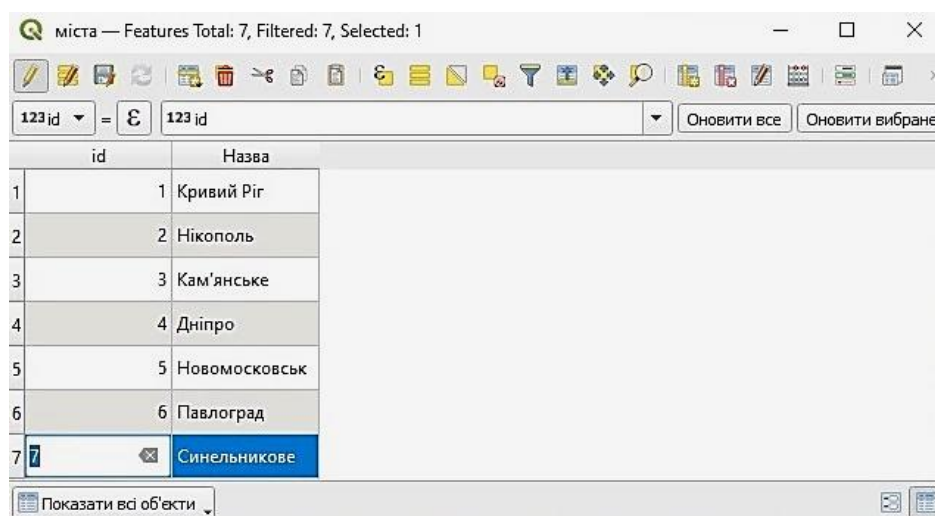 міста — Features Total: 7, Filtered: 7, Selected: 1
123 id = ε 123 id Оновити все Оновити вибране
id Назва
1 1 Кривий Ріг
2 2 Нікополь
3 3 Кам'янське
4 4 Дніпро
5 5 Новомосковськ
6 6 Павлоград
7 7 Синельникове
Показати всі об'єкти